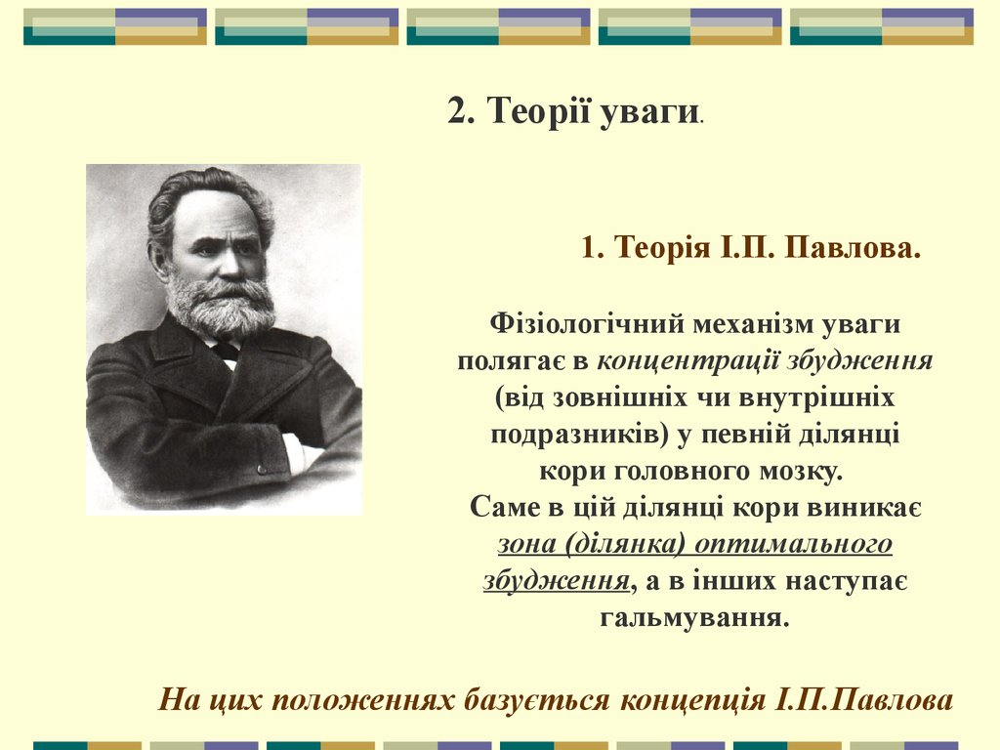 2. Теорії уваги.
1. Теорія І.П. Павлова.
Фізіологічний механізм уваги
полягає в концентрації збудження
(від зовнішніх чи внутрішніх
подразників) у певній ділянці
кори головного мозку.
Саме в цій ділянці кори виникає
зона (ділянка) оптимального
збудження, а в інших наступає
гальмування.
На цих положеннях базується концепція І.П.Павлова